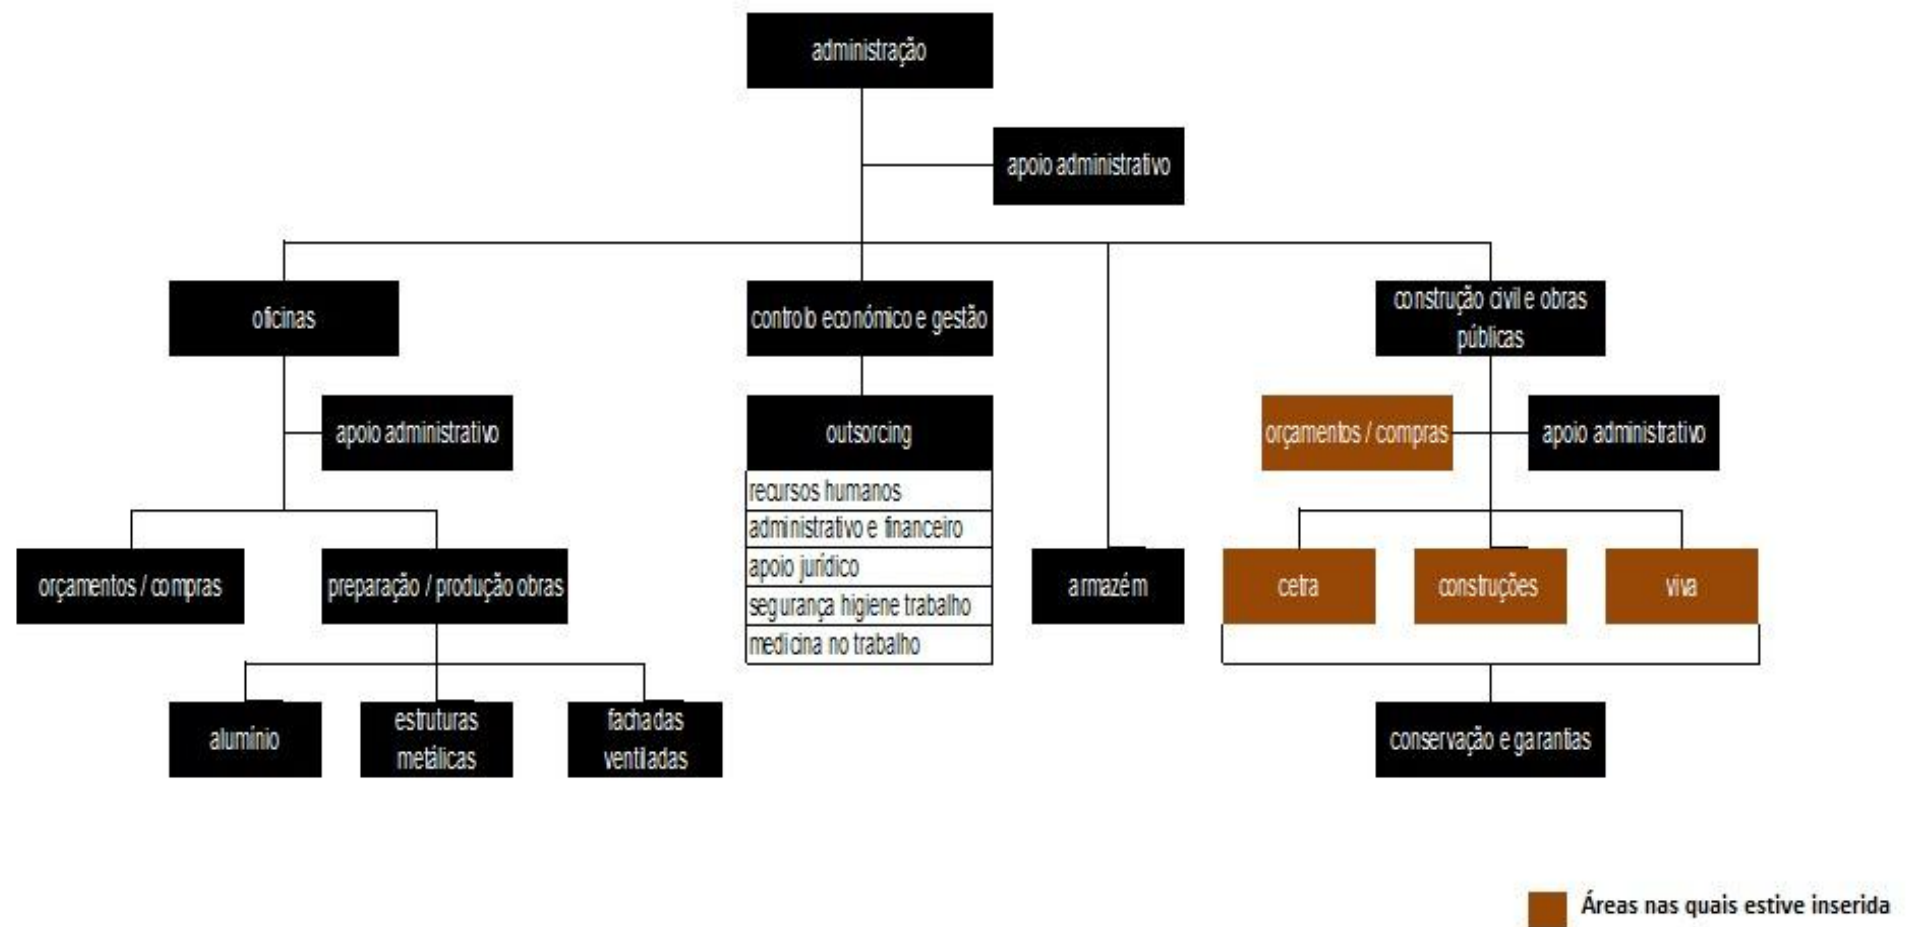 administração
apoio administrativo
oficinas
controlo económico e gestão
construção civil e obras
públicas
apoio administrativo
outsorcing
orçamentos / compras
apoio administrativo
recursos humanos
administrativo e financeiro
apoio jurídico
segurança higiene trabalho
medicina no trabalho
orçamentos / compras
preparação / produção obras
armazém
cetra
construções
viva
alumínio
estruturas
metálicas
fachadas
ventiladas
conservação e garantias
Áreas nas quais estive inserida